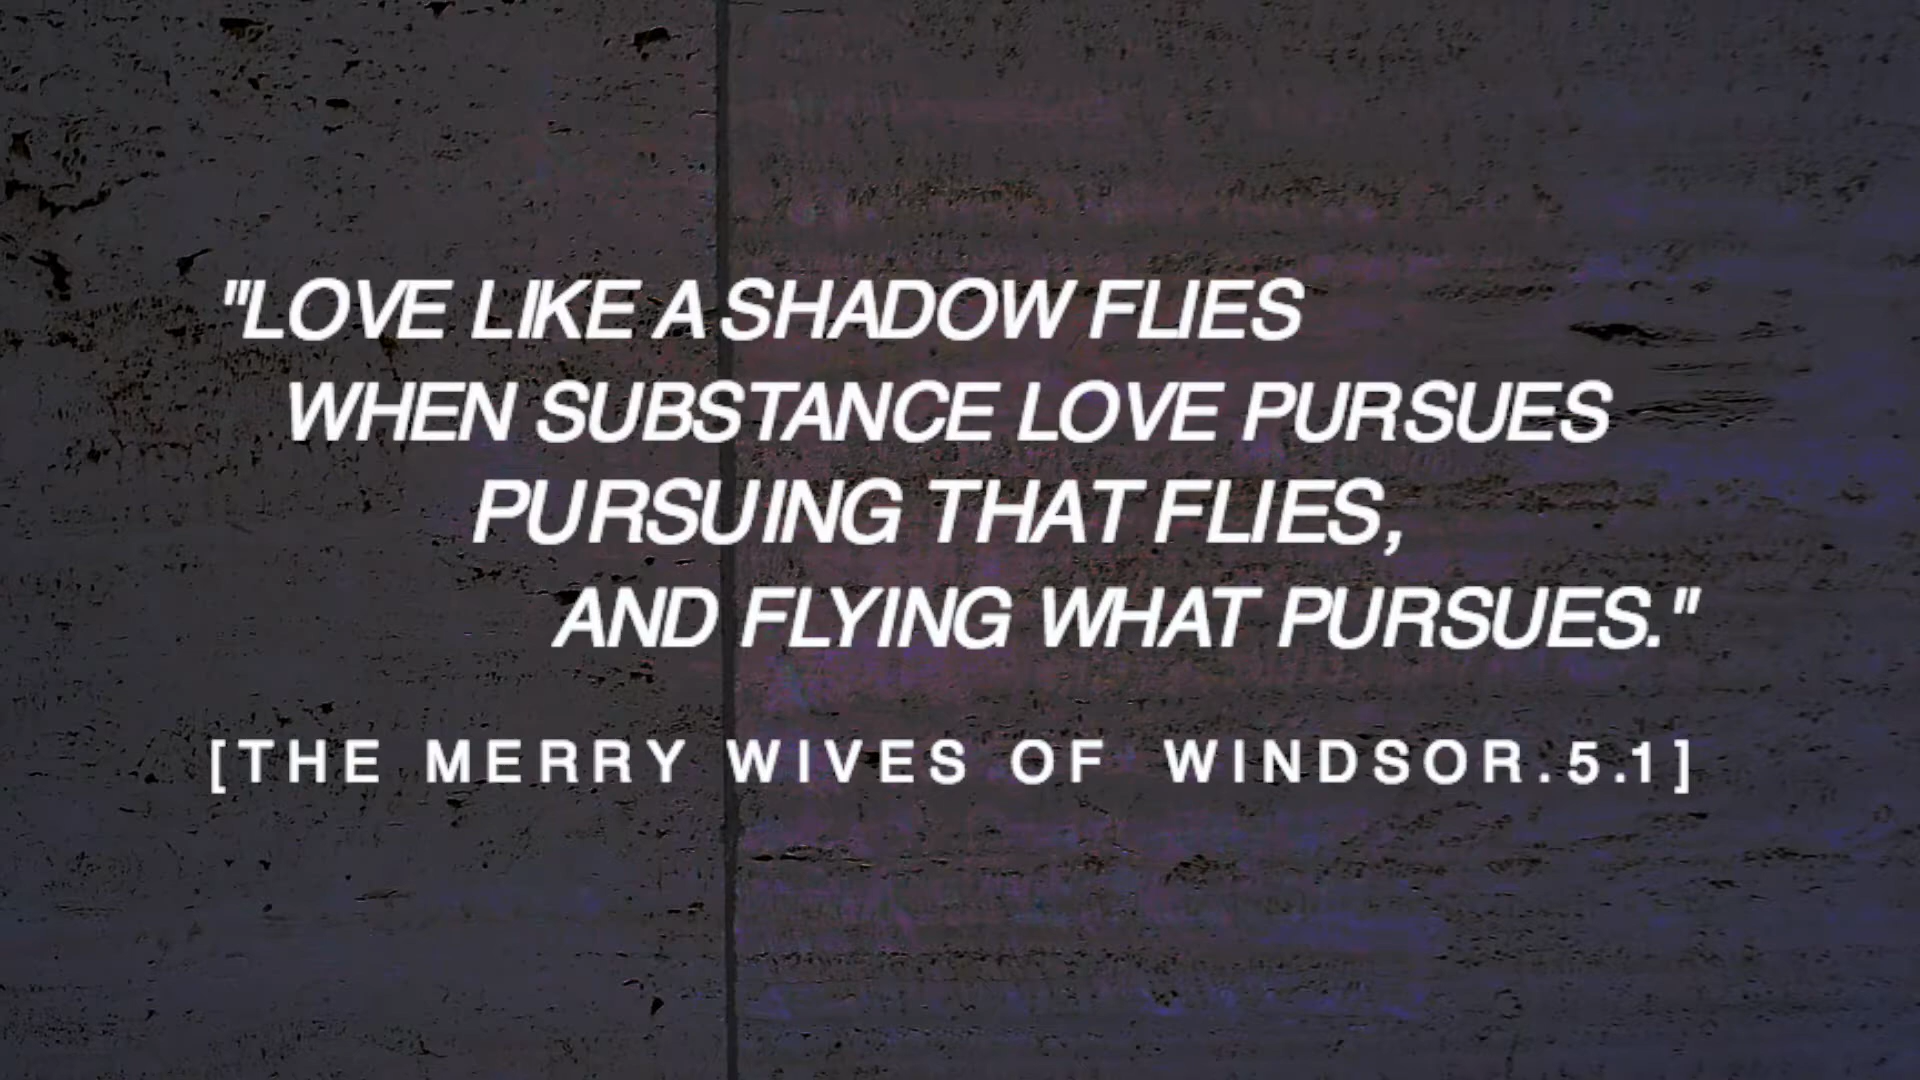 "LOVE LIKE A SHADOW FLIES
WHEN SUBSTANCE LOVE PURSUES
PURSUING THAT FLIES,
AND FLYING WHAT PURSUES."
[THE MERRY WIVES OF WINDSOR.5.1]